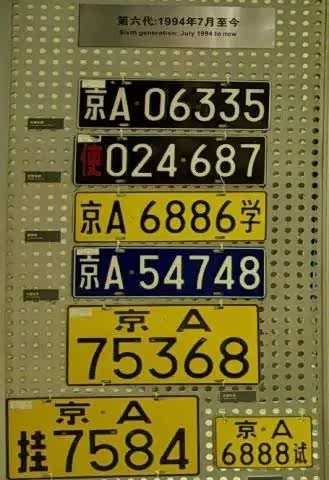 第六代:1994年7月至今
Sixth generation: July 1994 to now
京A·06335
使024·687
京A·6886学
京A·54748
京 A
75368
京 A
挂7584
京·A
6888试